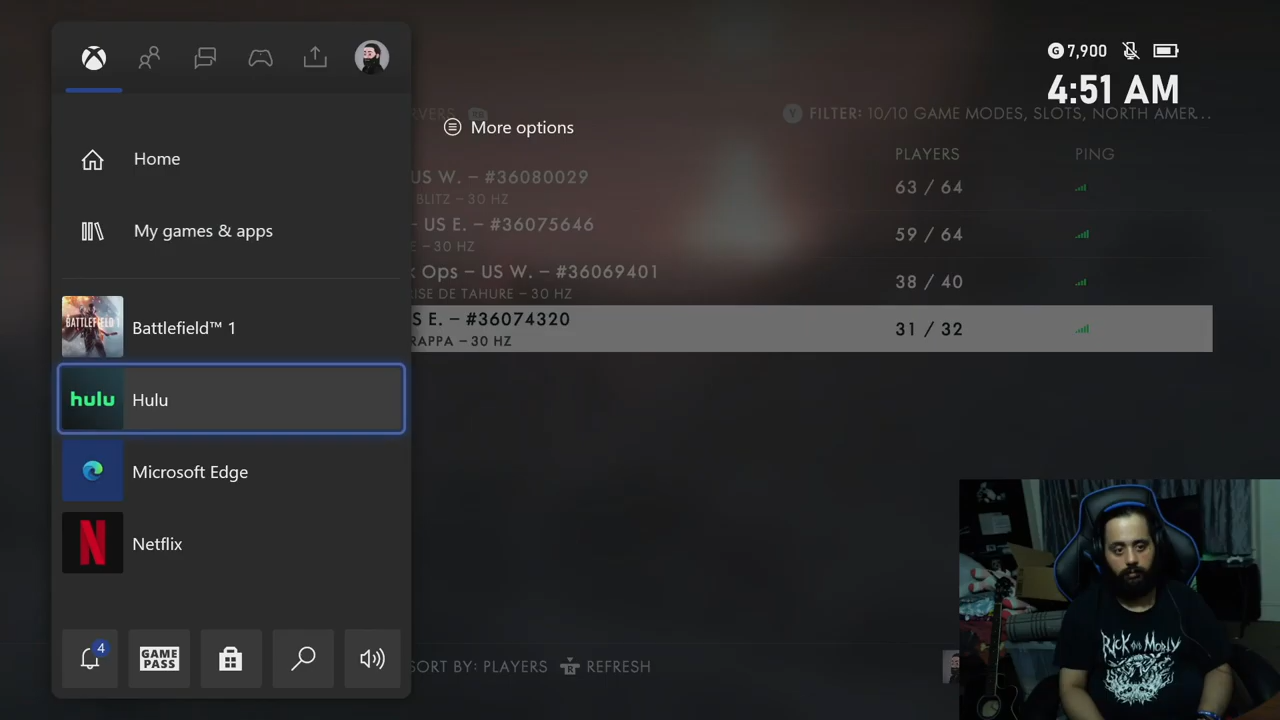 G 7,900
4:51 AM
More options
FILTER: 10/10 GAME MODES, SLOTS, NORTH AMER...
PLAYERS PING
Home
My games & apps
BATTLEFIELD 1
Battlefield™ 1
hulu
Hulu
Microsoft Edge
N
Netflix
4
GAME PASS
US W. – #36080029
BLITZ – 30 HZ
63 / 64
– US E. – #36075646
– 30 HZ
59 / 64
Ops – US W. – #36069401
RISE DE TAHURE – 30 HZ
38 / 40
S E. – #36074320
RAPPA – 30 HZ
31 / 32
SORT BY: PLAYERS
R
REFRESH
RICK AND MORTY